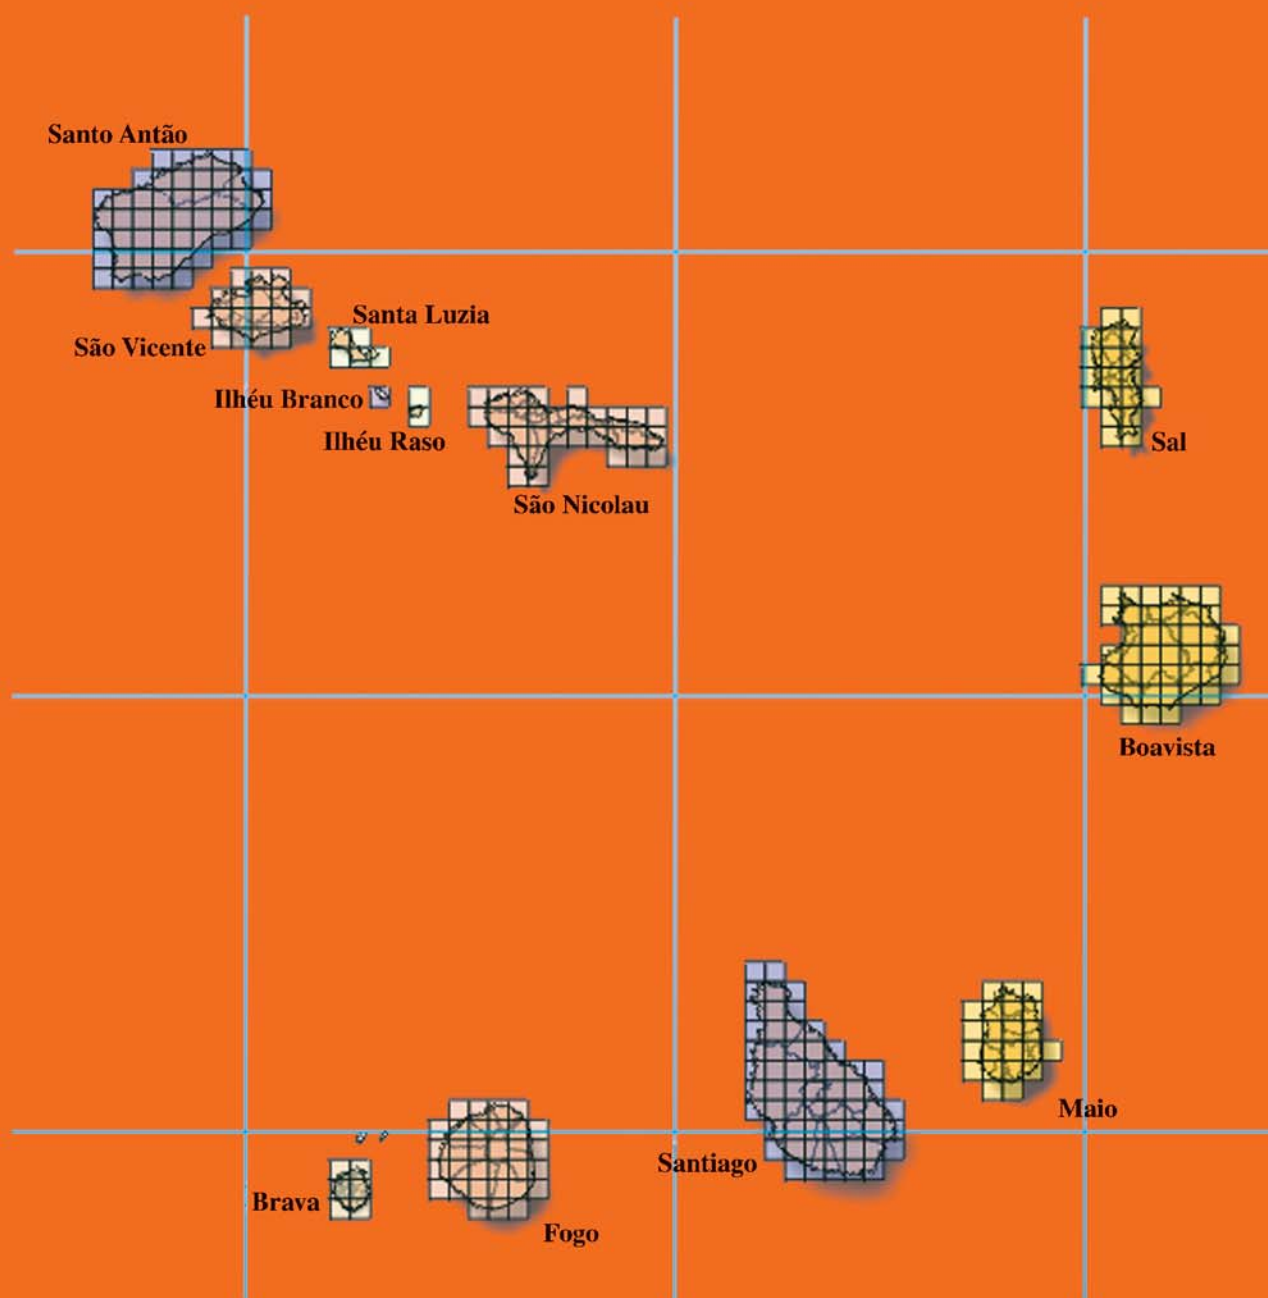 Santo Antão
Santa Luzia
São Vicente
Ilhéu Branco
Ilhéu Raso
Sal
São Nicolau
Boavista
Maio
Santiago
Brava
Fogo